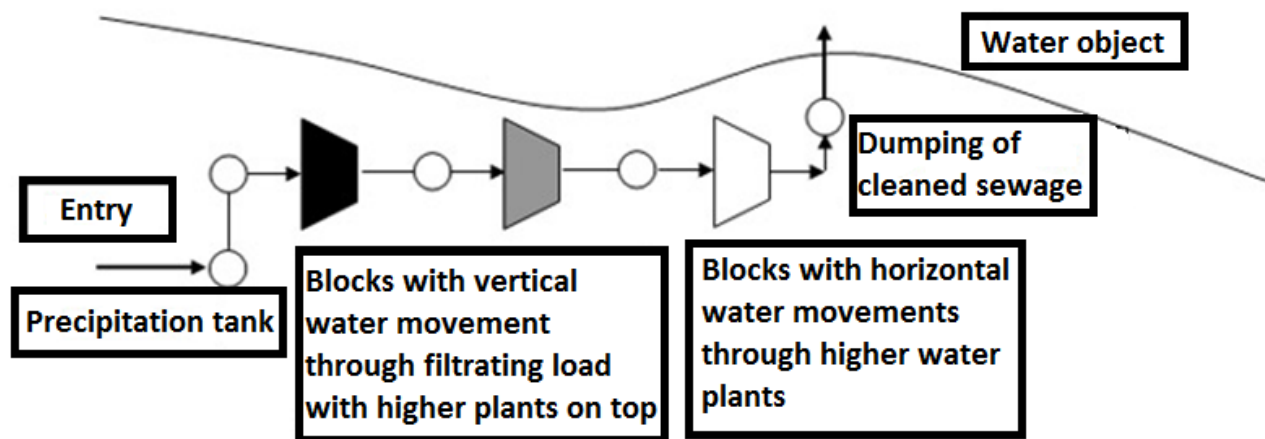 Water object
Dumping of
cleaned sewage
Entry
Precipitation tank
Blocks with vertical
water movement
through filtrating load
with higher plants on top
Blocks with horizontal
water movements
through higher water
plants